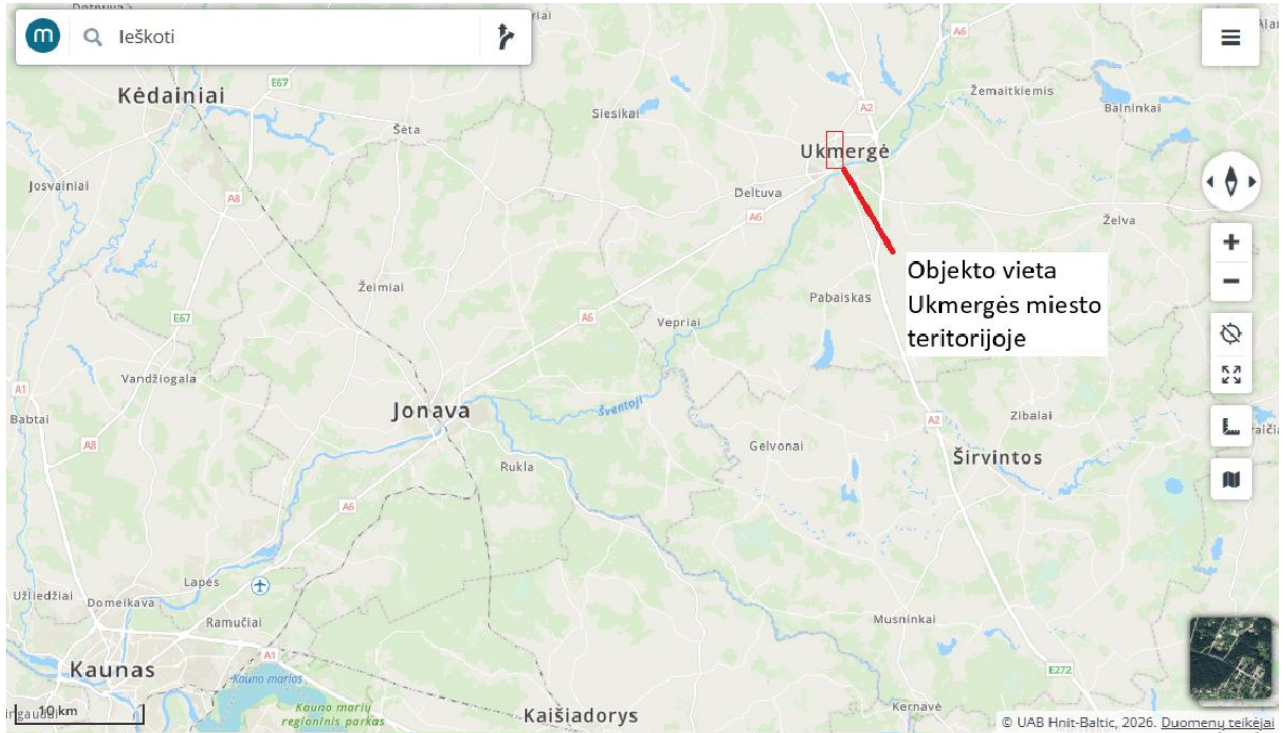 Ieškoti
A6
Kėdainiai
E67
Šėta
Siesikai
A2
Žemaitkiemis
Balninkai
Ukmergė
Josvainiai
A8
Deltuva
A6
Želva
Objekto vieta
Ukmergės miesto
teritorijoje
Žeimiai
Pabaiskas
E67
A6
Vepriai
Vandžiogala
A1
Babtai
Jonava
Šventoji
A2
Zibalai
A8
Gelvonai
Širvintos
Rukla
A6
Lapės
Užliedžiai
Domeikava
Ramučiai
Musninkai
A1
Kaunas
Kauno marios
E272
10 km
Kauno marių
regioninis parkas
Kaišiadorys
Kernavė
© UAB Hnit-Baltic, 2026. Duomenų teikėjai